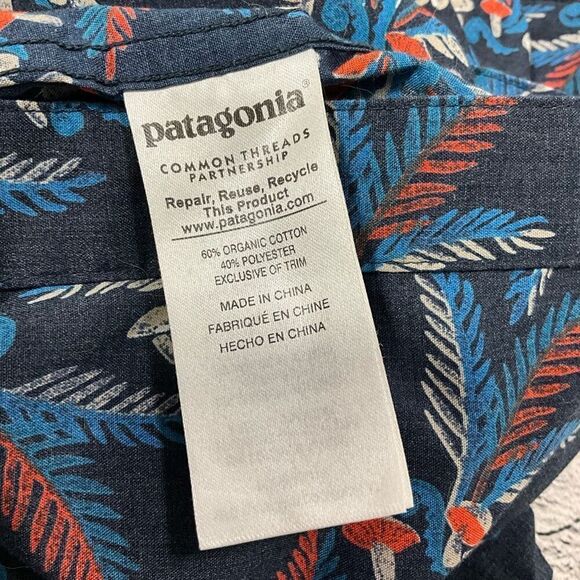 patagonia®
COMMON THREADS
PARTNERSHIP
Repair, Reuse, Recycle
This Product
www.patagonia.com
60% ORGANIC COTTON
40% POLYESTER
EXCLUSIVE OF TRIM
MADE IN CHINA
FABRIQUÉ EN CHINE
HECHO EN CHINA